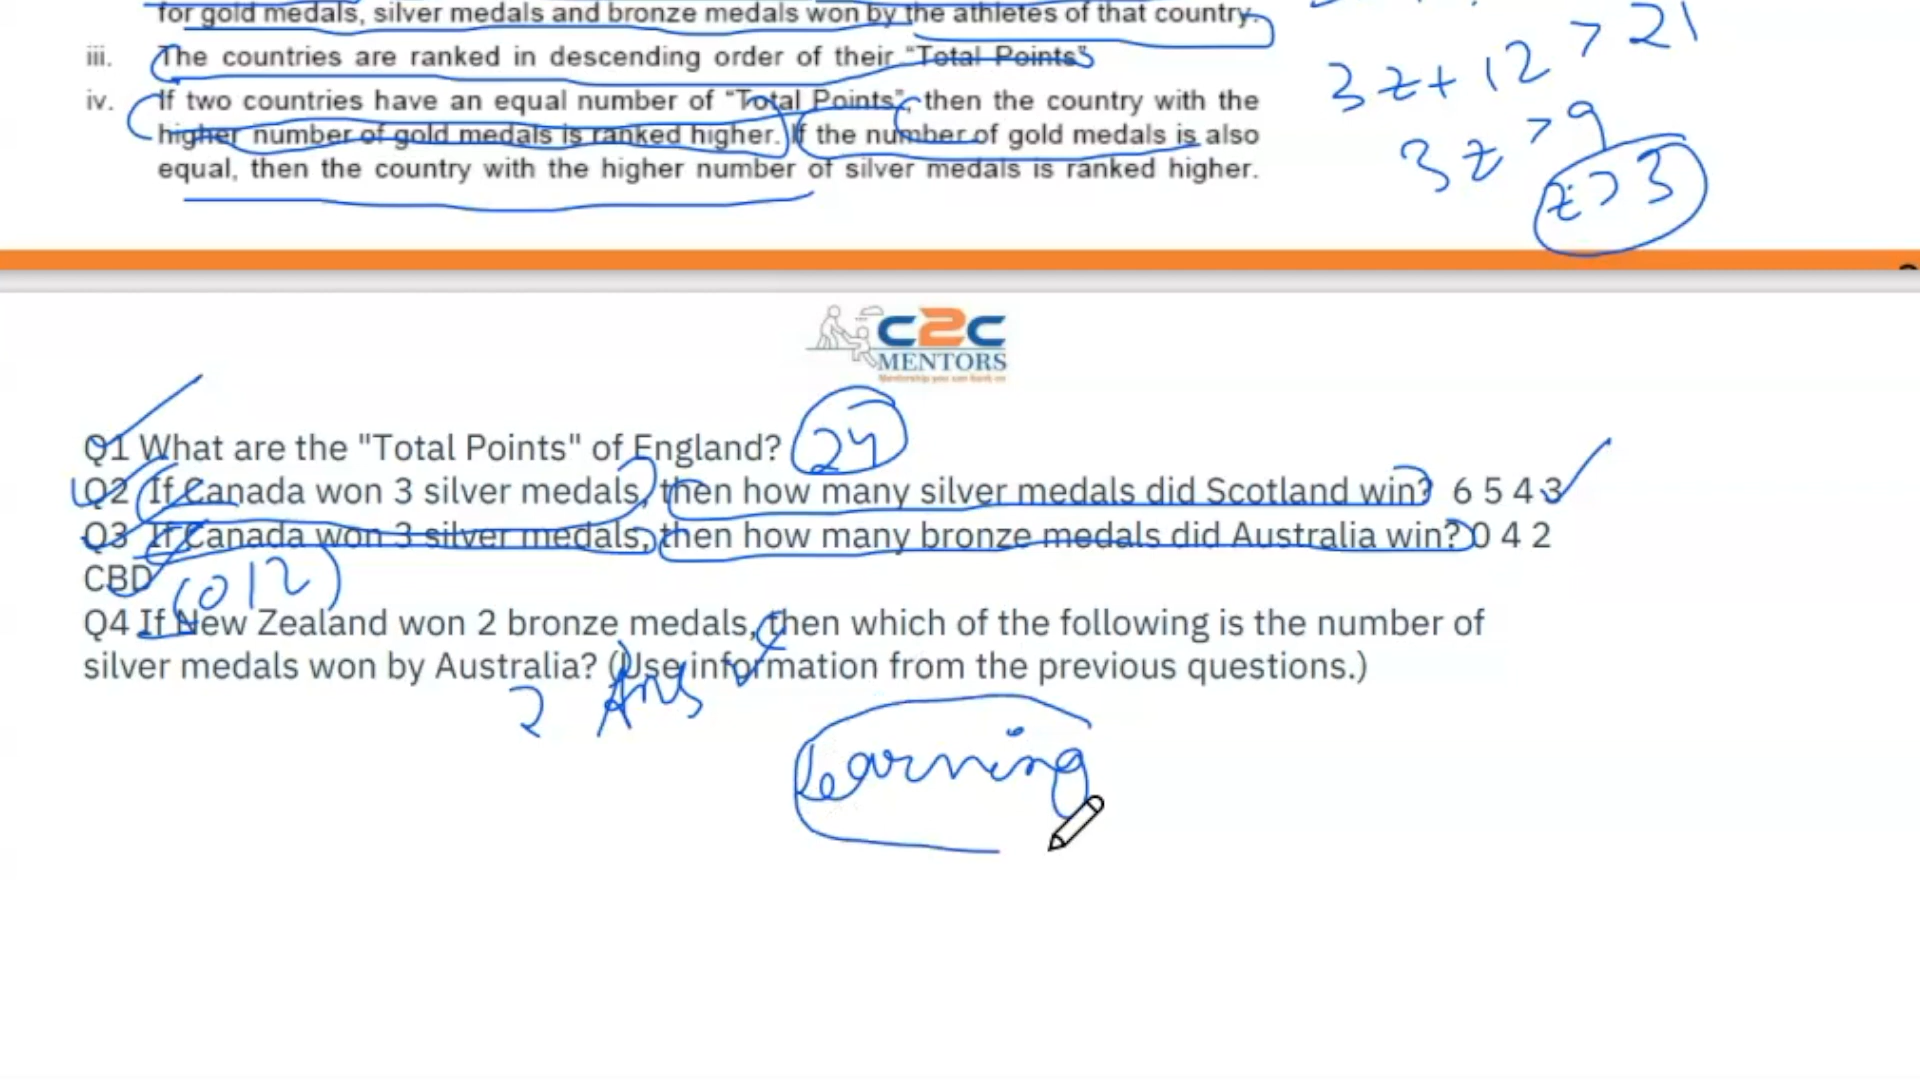 for gold medals, silver medals and bronze medals won by the athletes of that country.
iii. The countries are ranked in descending order of their "Total Points"
iv. If two countries have an equal number of "Total Points", then the country with the
higher number of gold medals is ranked higher. If the number of gold medals is also
equal, then the country with the higher number of silver medals is ranked higher.
3z+12 > 21
3z > 9
z > 3
C2C
MENTORS
Mentorship you can bank on
Q1 What are the "Total Points" of England? 24
Q2 If Canada won 3 silver medals, then how many silver medals did Scotland win? 6 5 4 3
Q3 If Canada won 3 silver medals, then how many bronze medals did Australia win? 0 4 2
CBD (012)
Q4 If New Zealand won 2 bronze medals, then which of the following is the number of
silver medals won by Australia? (Use information from the previous questions.)
2 Ans
Learning